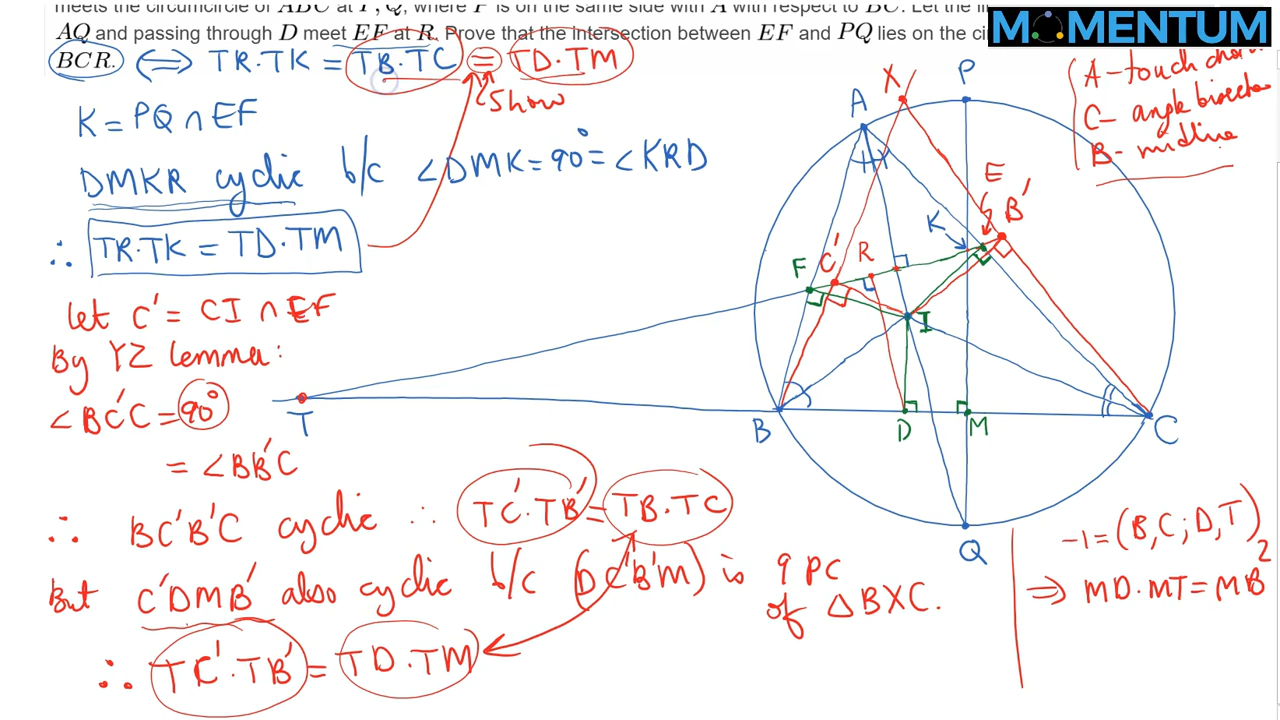 meets the circumcircle of ABC at P, Q, where P is on the same side with A with respect to BC. Let the li
AQ and passing through D meet EF at R. Prove that the intersection between EF and PQ lies on the cir
BCR. ⟺ TR·TK = TB·TC = TD·TM
Show
K = PQ ∩ EF
DMKR cyclic b/c ∠DMK = 90° = ∠KRD
∴ TR·TK = TD·TM
let C' = CI ∩ EF
By YZ lemma:
∠BC'C = 90°
= ∠BB'C
∴ BC'B'C cyclic ∴ TC'·TB' = TB·TC
But C'DMB' also cyclic b/c (DC'B'M) is 9PC
of △BXC.
∴ TC'·TB' = TD·TM
MOMENTUM
A - touch chor
C - angle bisector
B - midline
-1 = (B,C;D,T)
⇒ MD·MT = MB²
A
X
P
E
B'
K
F
C'
R
I
T
B
D
M
C
Q